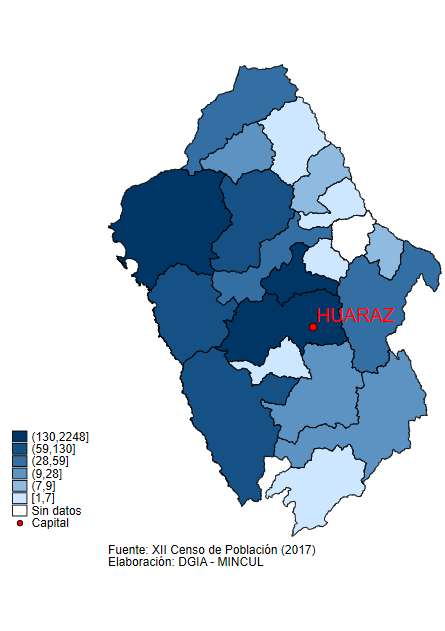 HUARAZ
(130,2248]
(59,130]
(28,59]
(9,28]
(7,9]
[1,7]
Sin datos
Capital
Fuente: XII Censo de Población (2017)
Elaboración: DGIA - MINCUL